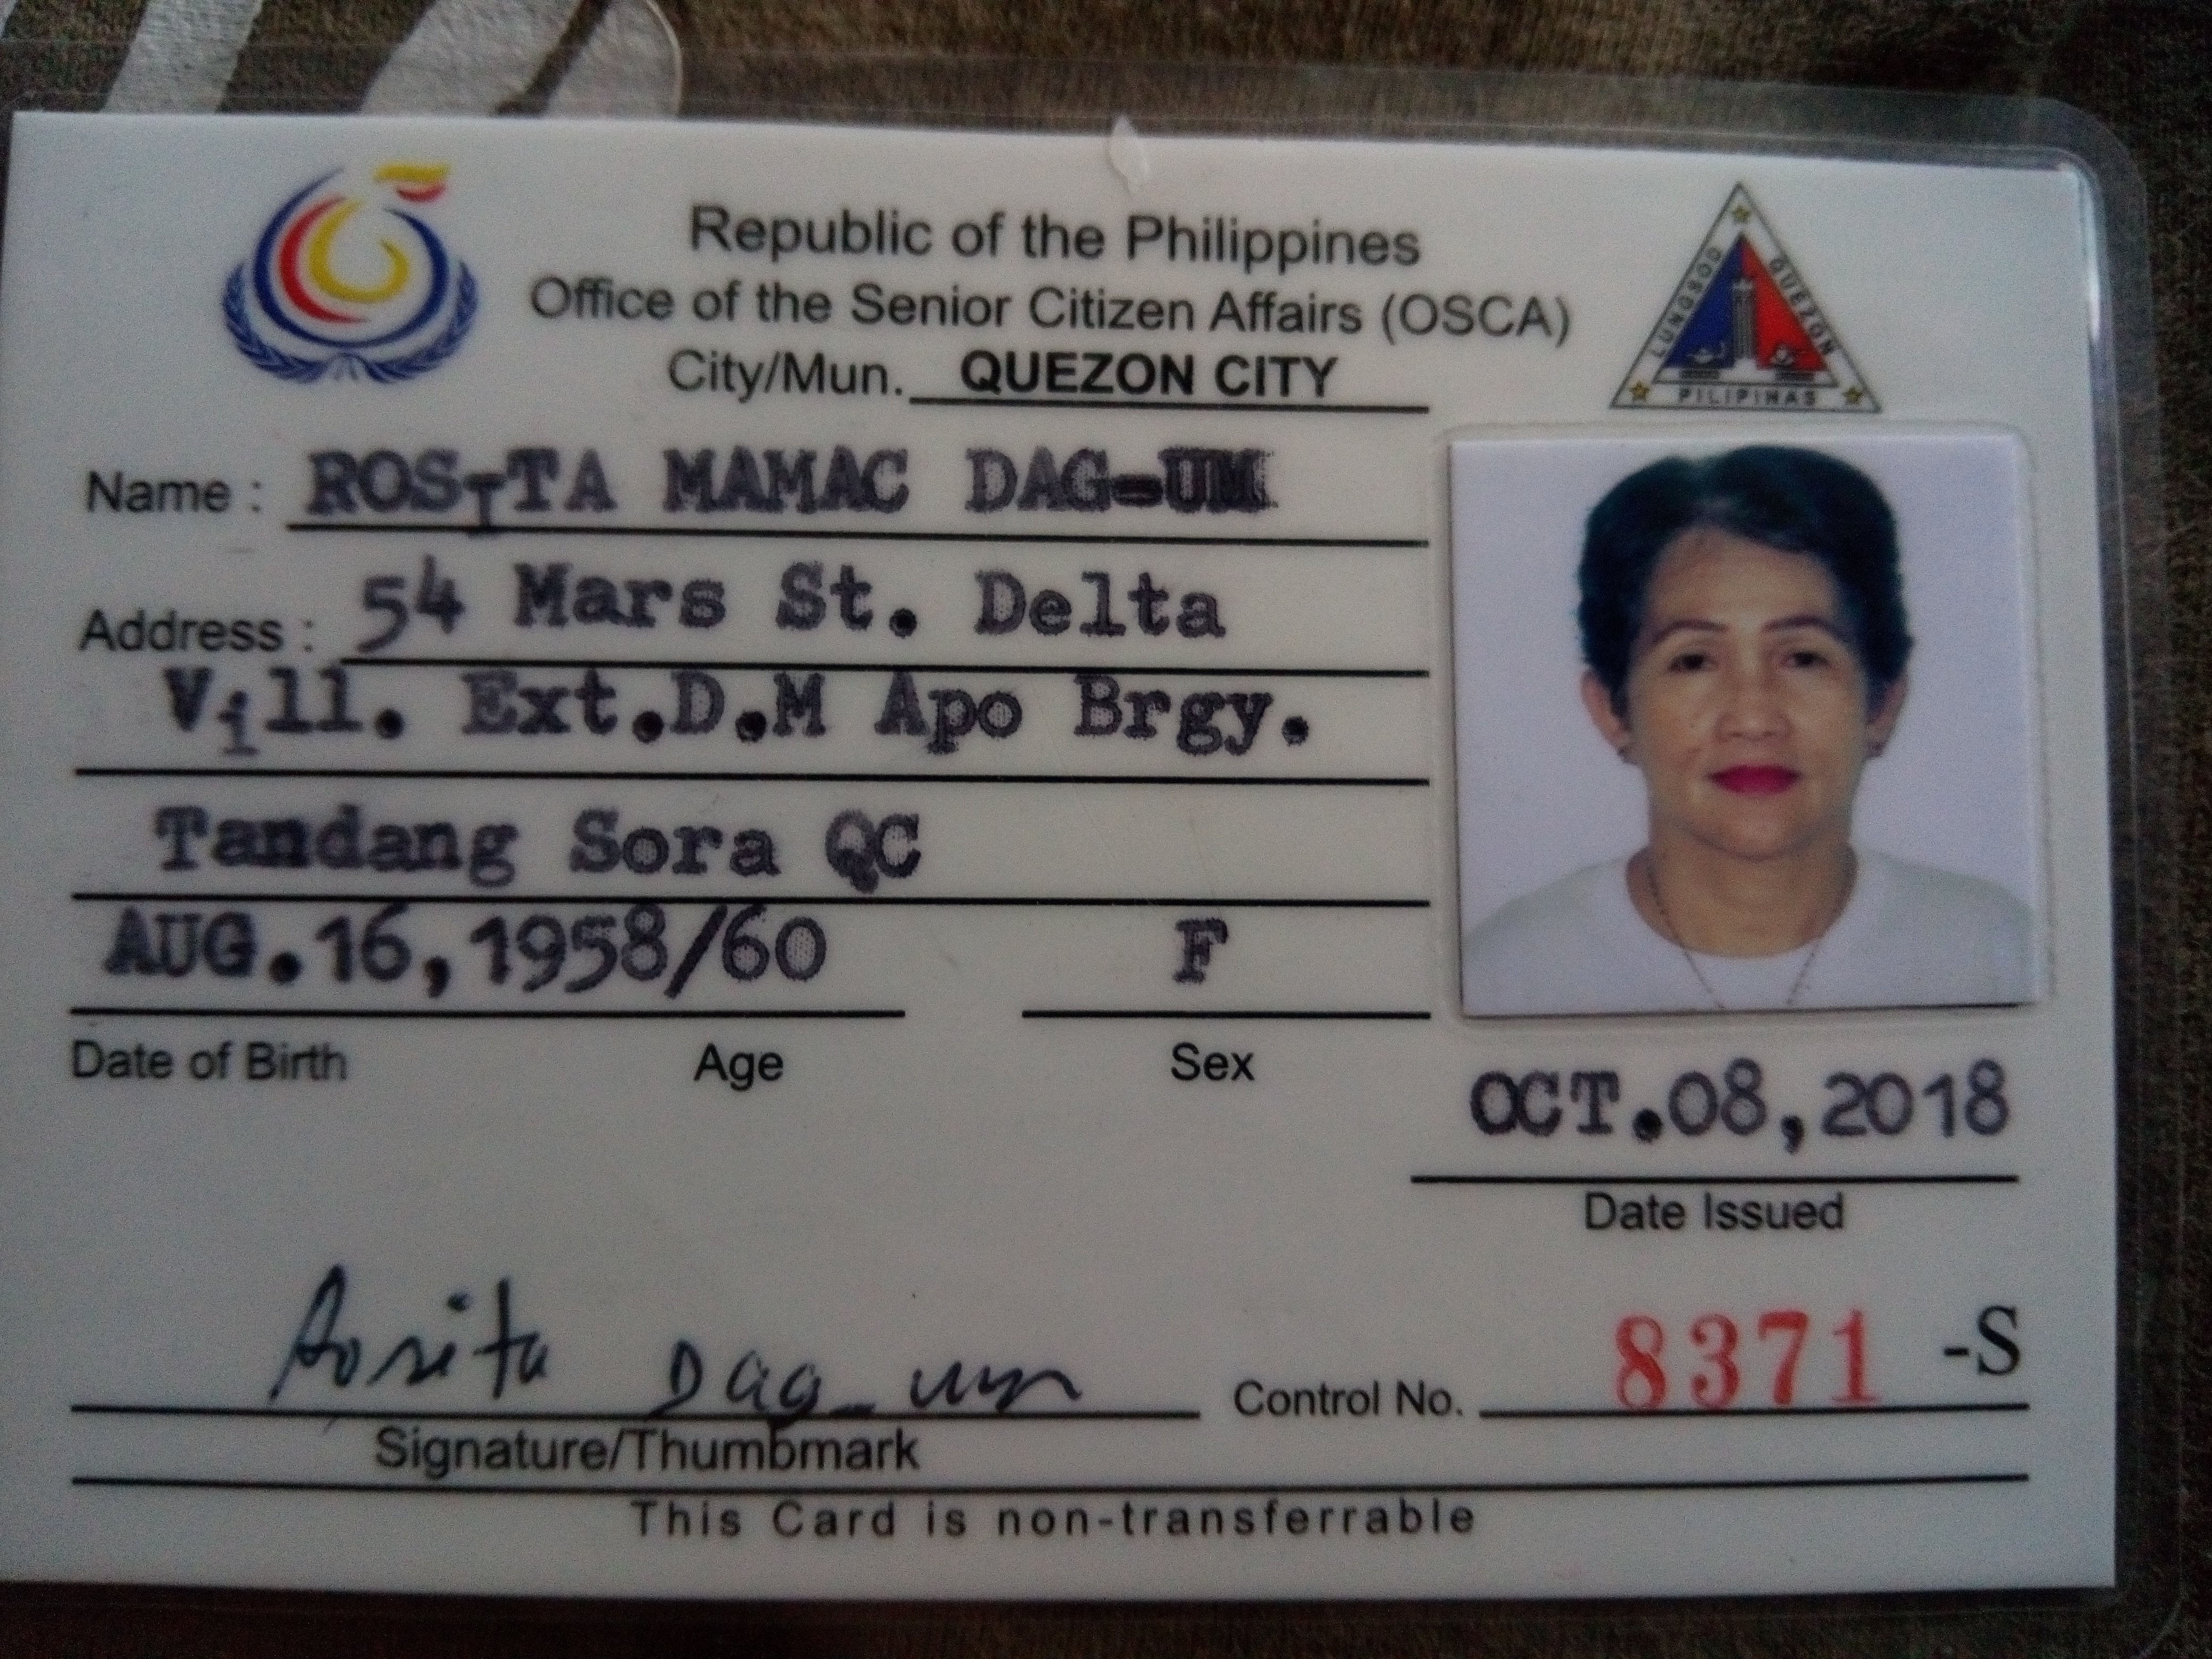 Republic of the Philippines
Office of the Senior Citizen Affairs (OSCA)
City/Mun. QUEZON CITY
LUNGSOD QUEZON
PILIPINAS
Name : ROSITA MAMAC DAG-UM
Address : 54 Mars St. Delta
Vill. Ext.D.M Apo Brgy.
Tandang Sora QC
AUG.16,1958/60 F
Date of Birth Age Sex
OCT.08,2018
Date Issued
Rosita Dag-um
Control No. 8371 -S
Signature/Thumbmark
This Card is non-transferrable